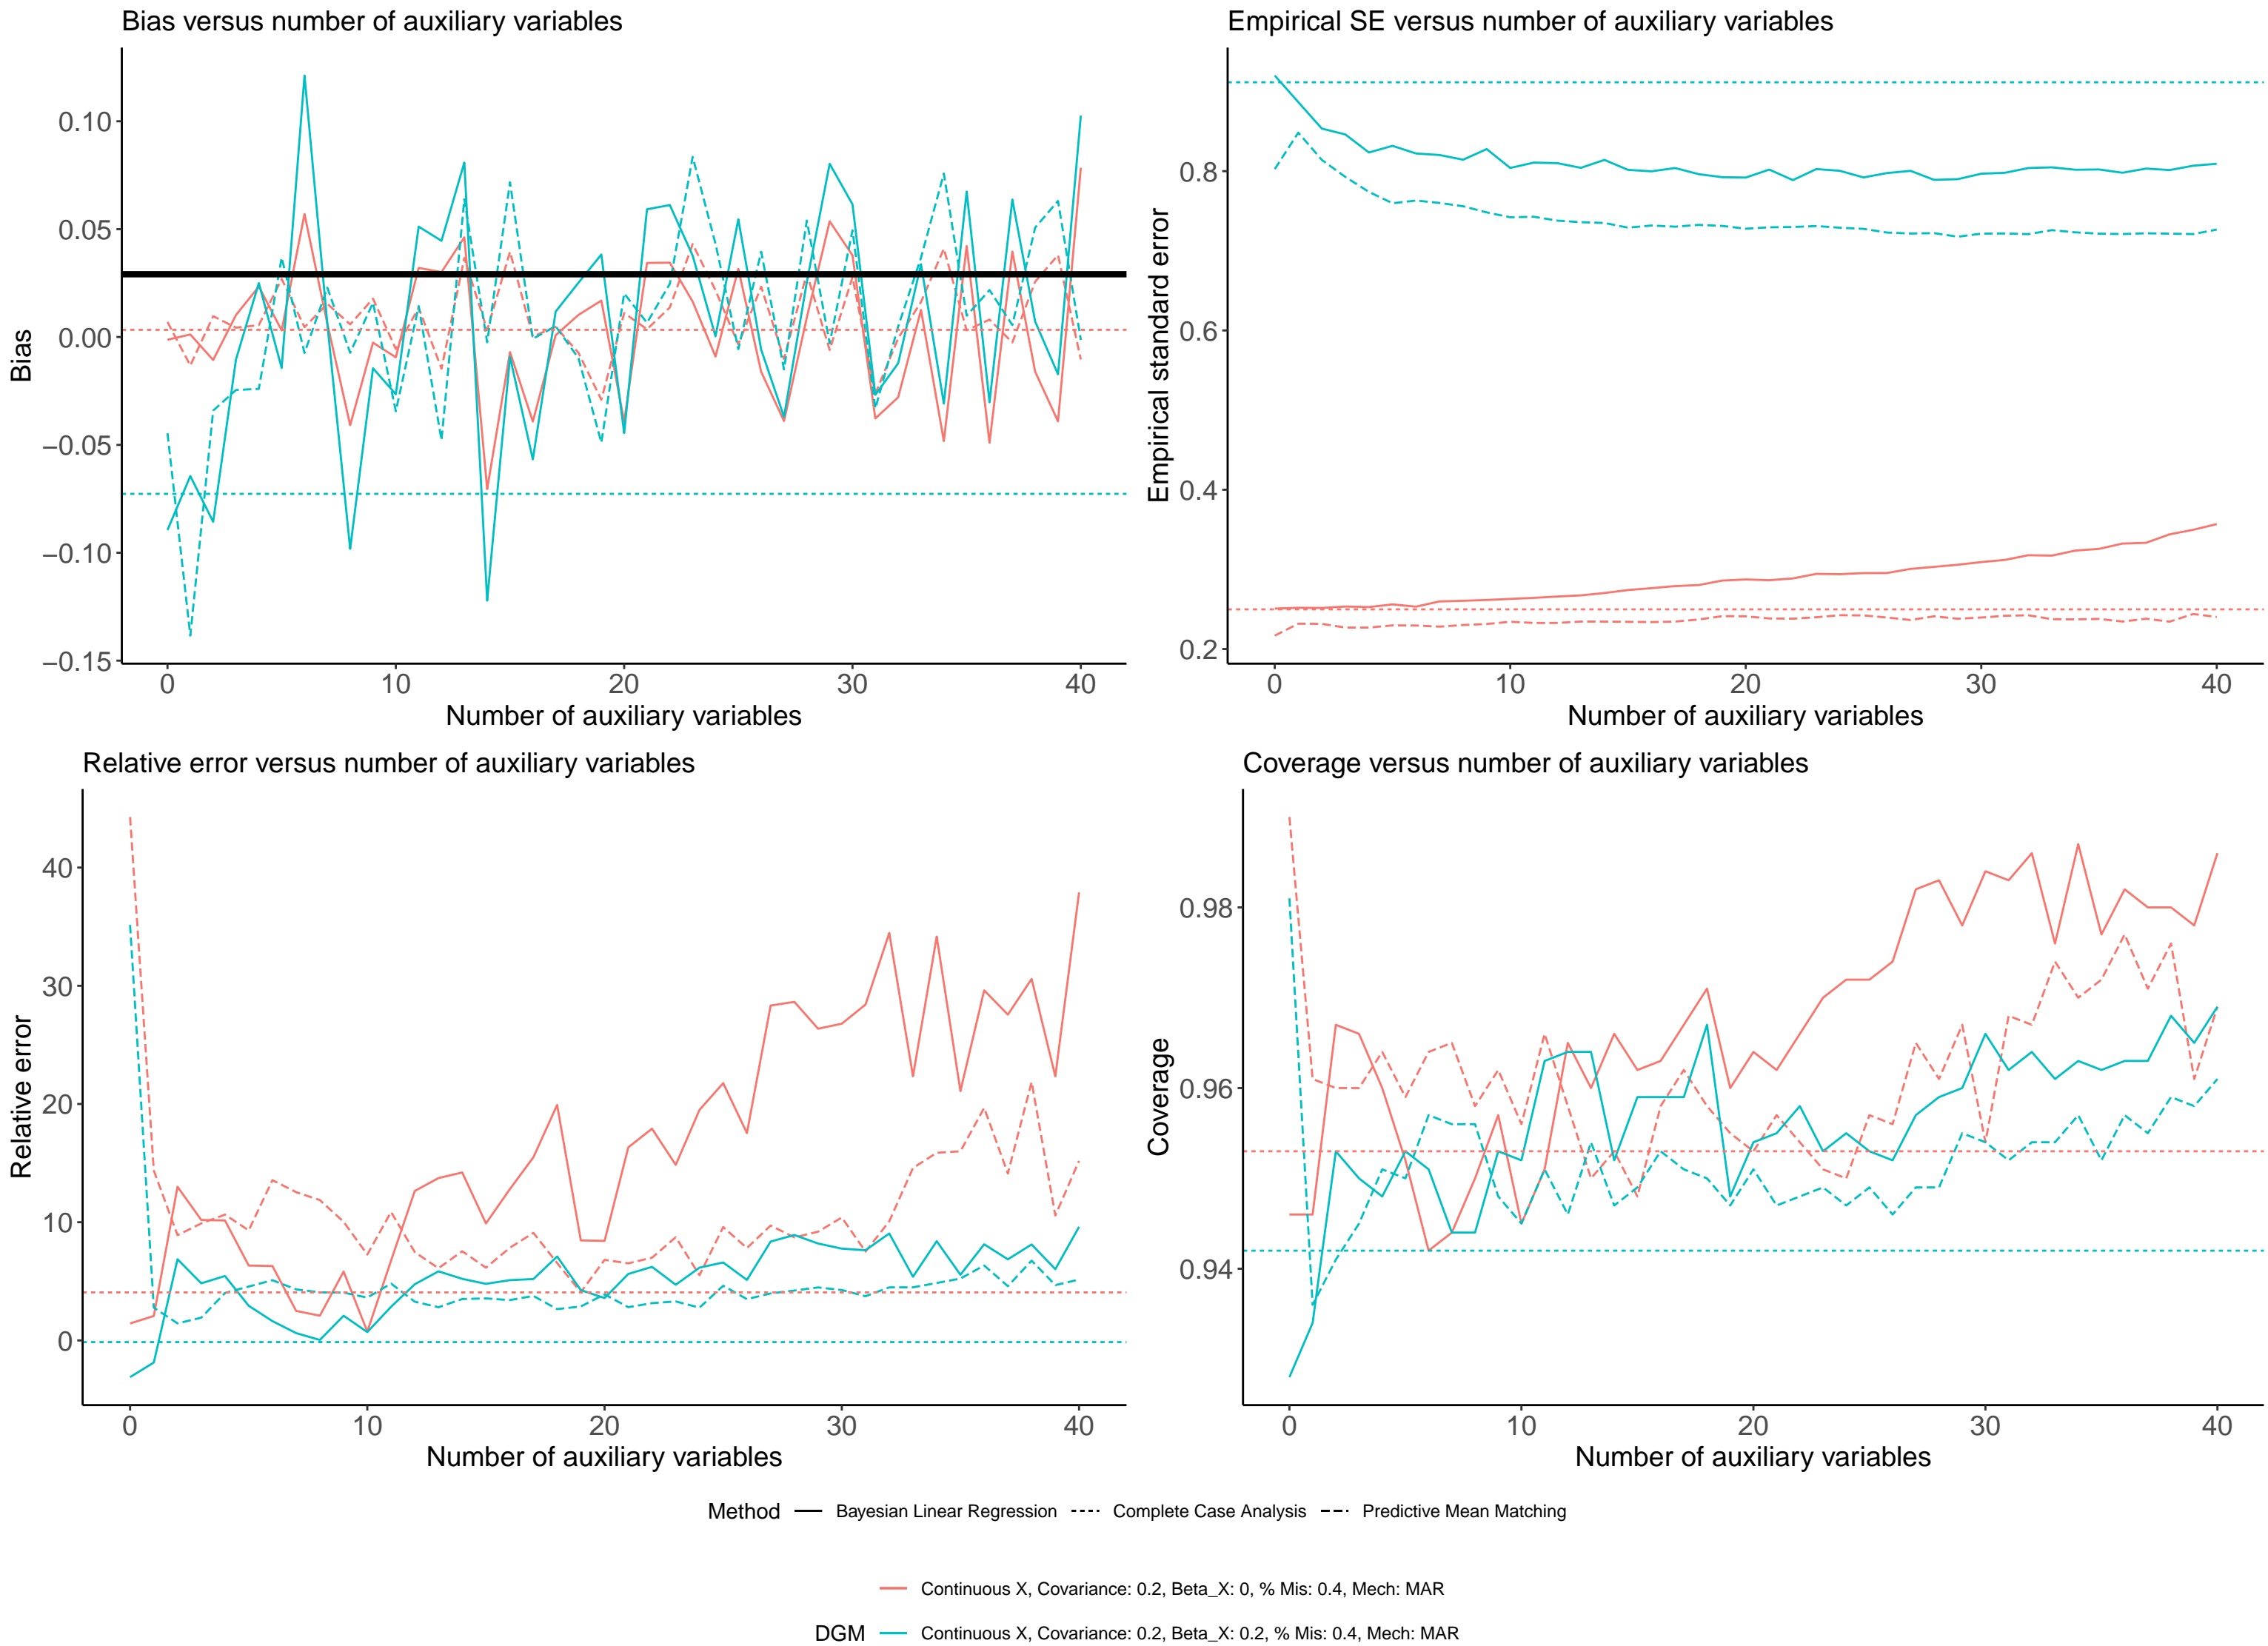 Bias versus number of auxiliary variables
0.10
0.05
0.00
−0.05
−0.10
−0.15
Bias
0 10 20 30 40
Number of auxiliary variables
Empirical SE versus number of auxiliary variables
0.8
0.6
0.4
0.2
Empirical standard error
0 10 20 30 40
Number of auxiliary variables
Relative error versus number of auxiliary variables
40
30
20
10
0
Relative error
0 10 20 30 40
Number of auxiliary variables
Coverage versus number of auxiliary variables
0.98
0.96
0.94
Coverage
0 10 20 30 40
Number of auxiliary variables
Method Bayesian Linear Regression Complete Case Analysis Predictive Mean Matching
Continuous X, Covariance: 0.2, Beta_X: 0, % Mis: 0.4, Mech: MAR
DGM Continuous X, Covariance: 0.2, Beta_X: 0.2, % Mis: 0.4, Mech: MAR